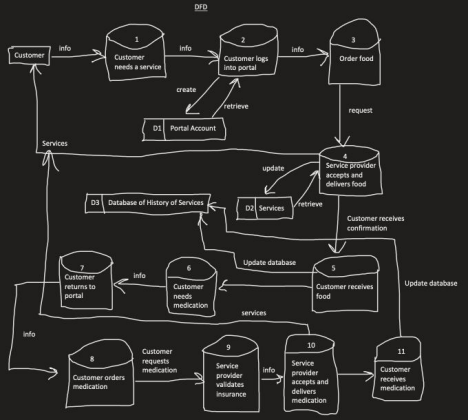 DFD
1
2
3
Customer
info
Customer
needs a service
info
Customer logs
into portal
info
Order food
create
retrieve
request
D1
Portal Account
Services
4
Service provider
accepts and
delivers food
update
retrieve
D3
Database of History of Services
D2
Services
Customer receives
confirmation
7
Customer
returns to
portal
info
6
Customer
needs
medication
Update database
5
Customer receives
food
Update database
info
services
8
Customer orders
medication
Customer
requests
medication
9
Service
provider
validates
insurance
info
10
Service
provider
accepts and
delivers
medication
11
Customer
receives
medication